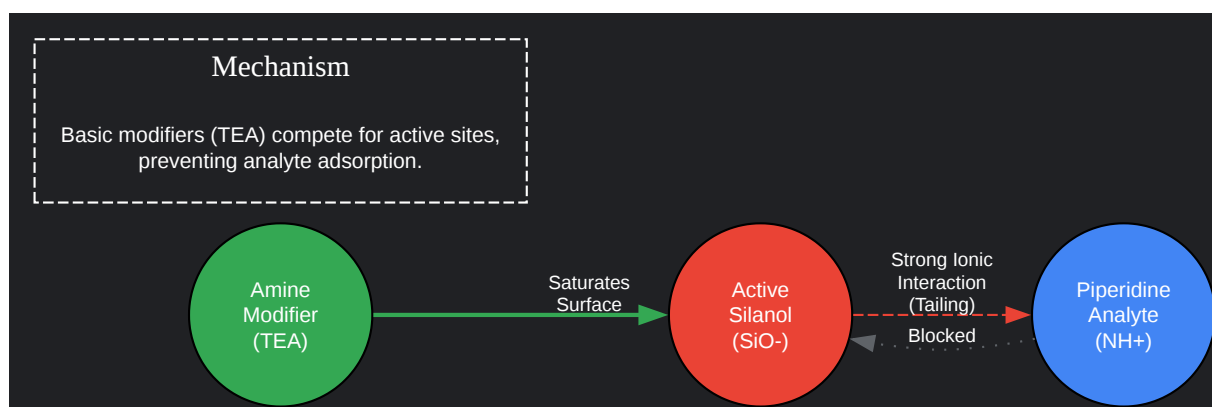 Mechanism
Basic modifiers (TEA) compete for active sites,
preventing analyte adsorption.
Amine
Modifier
(TEA)
Saturates
Surface
Active
Silanol
(SiO-)
Strong Ionic
Interaction
(Tailing)
Blocked
Piperidine
Analyte
(NH+)